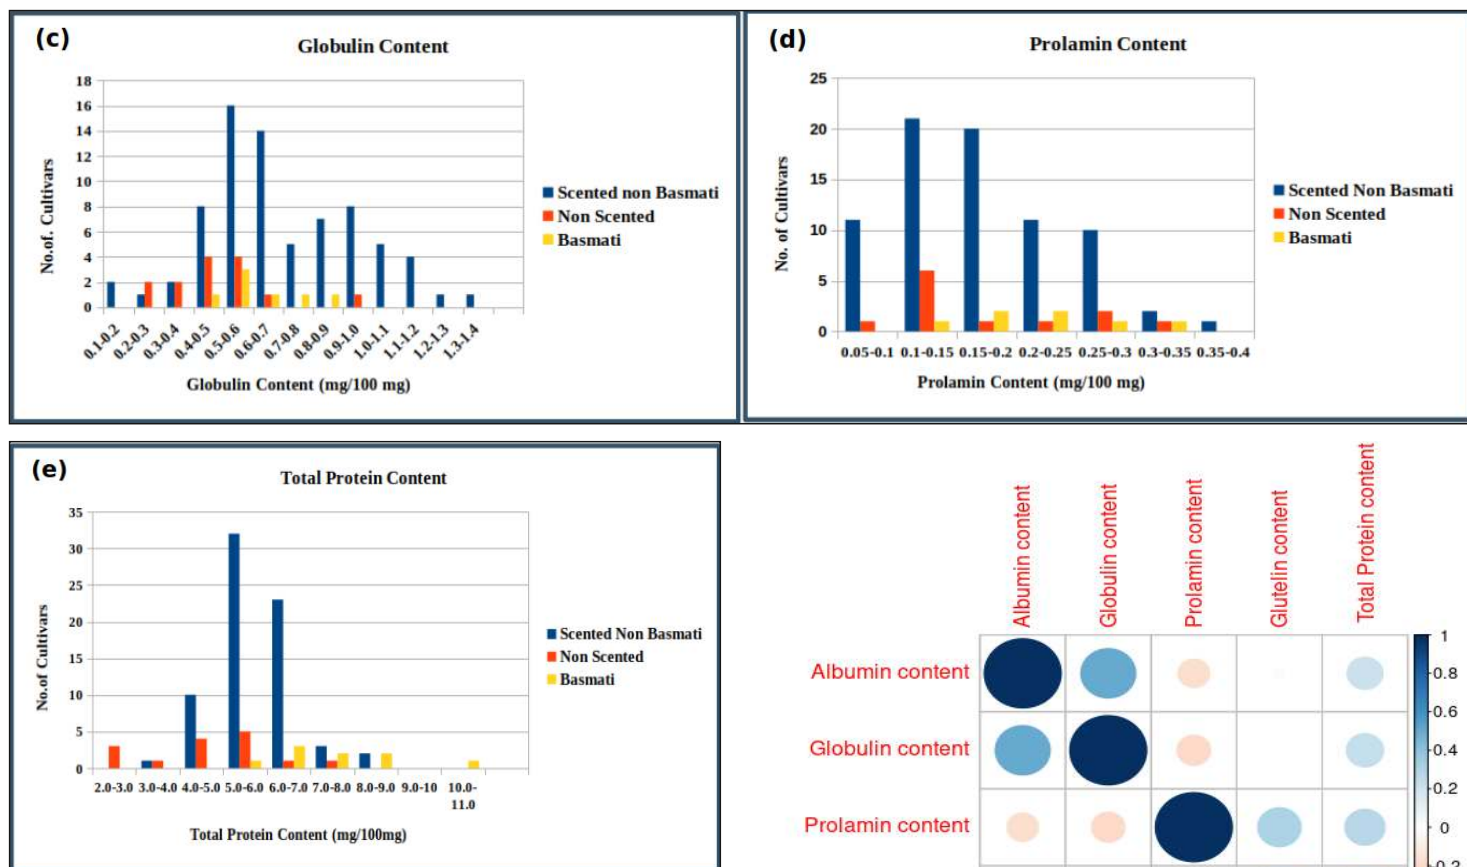 (c)
Globulin Content
18
16
14
12
10
8
6
4
2
0
No.of. Cultivars
0.1-0.2
0.2-0.3
0.3-0.4
0.4-0.5
0.5-0.6
0.6-0.7
0.7-0.8
0.8-0.9
0.9-1.0
1.0-1.1
1.1-1.2
1.2-1.3
1.3-1.4
Globulin Content (mg/100 mg)
Scented non Basmati
Non Scented
Basmati
(d)
Prolamin Content
25
20
15
10
5
0
No. of Cultivars
0.05-0.1 0.1-0.15 0.15-0.2 0.2-0.25 0.25-0.3 0.3-0.35 0.35-0.4
Prolamin Content (mg/100 mg)
Scented Non Basmati
Non Scented
Basmati
(e)
Total Protein Content
35
30
25
20
15
10
5
0
No.of Cultivars
2.0-3.0 3.0-4.0 4.0-5.0 5.0-6.0 6.0-7.0 7.0-8.0 8.0-9.0 9.0-10 10.0-
11.0
Total Protein Content (mg/100mg)
Scented Non Basmati
Non Scented
Basmati
Albumin content
Globulin content
Prolamin content
Glutelin content
Total Protein content
Albumin content
Globulin content
Prolamin content
1
0.8
0.6
0.4
0.2
0
-0.2